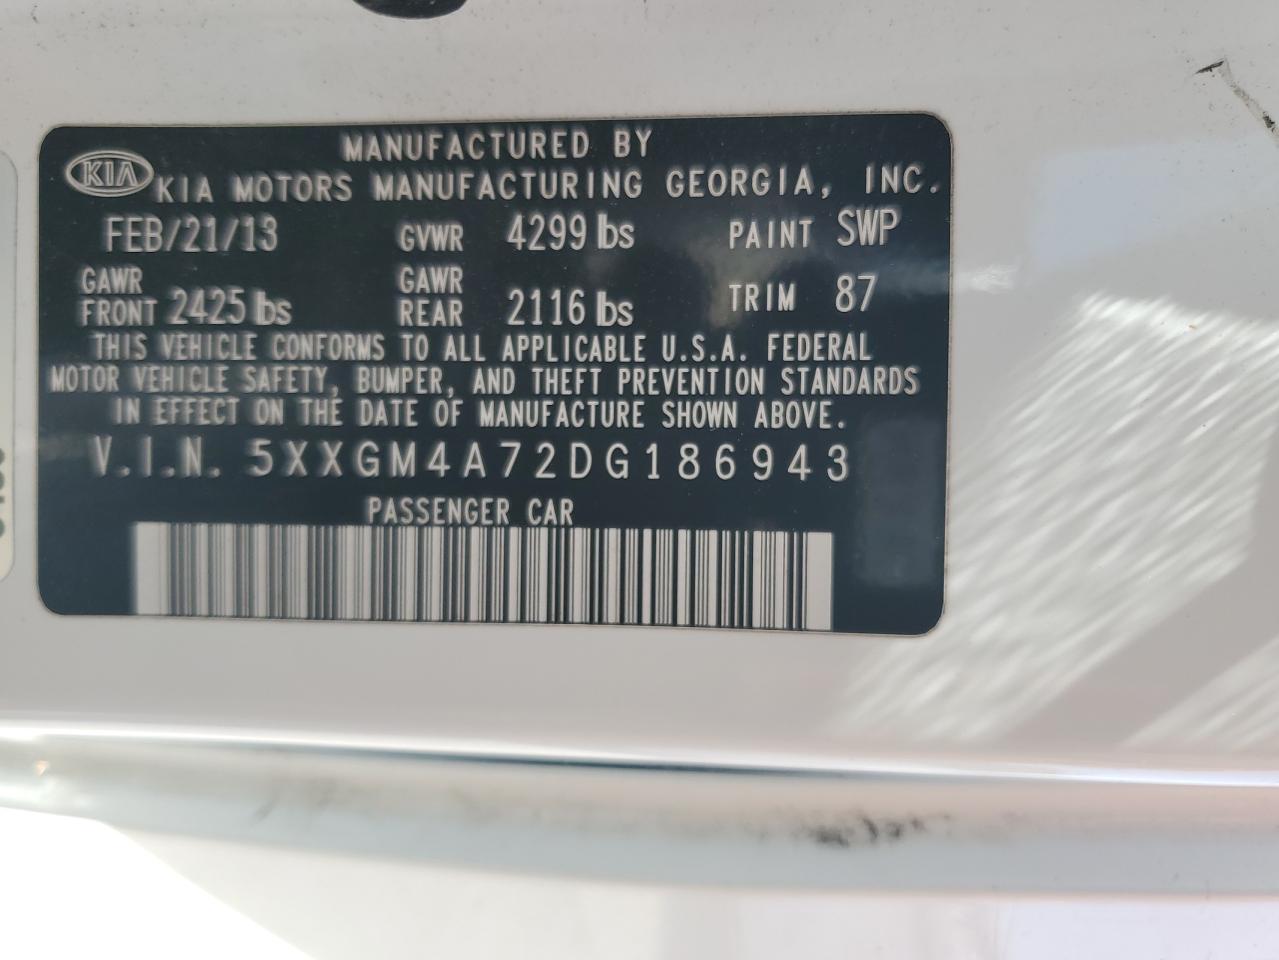 MANUFACTURED BY
KIA KIA MOTORS MANUFACTURING GEORGIA, INC.
FEB/21/13 GVWR 4299 lbs PAINT SWP
GAWR FRONT 2425 lbs GAWR REAR 2116 lbs TRIM 87
THIS VEHICLE CONFORMS TO ALL APPLICABLE U.S.A. FEDERAL
MOTOR VEHICLE SAFETY, BUMPER, AND THEFT PREVENTION STANDARDS
IN EFFECT ON THE DATE OF MANUFACTURE SHOWN ABOVE.
V.I.N. 5XXGM4A72DG186943
PASSENGER CAR